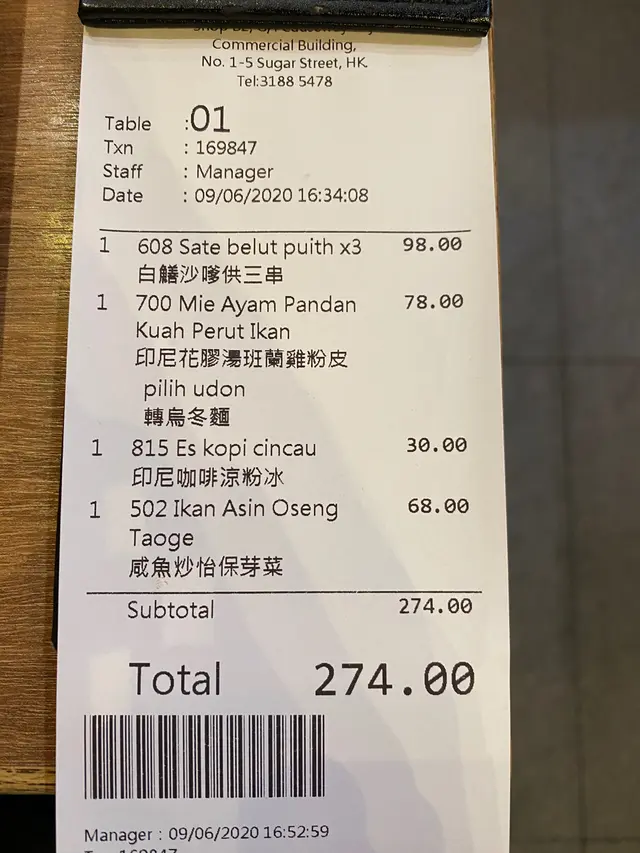 Commercial Building,
No. 1-5 Sugar Street, HK
Tel:3188 5478
Table :01
Txn : 169847
Staff : Manager
Date : 09/06/2020 16:34:08
1 608 Sate belut puith x3 98.00
白鱔沙嗲供三串
1 700 Mie Ayam Pandan 78.00
Kuah Perut Ikan
印尼花膠湯班蘭雞粉皮
pilih udon
轉烏冬麵
1 815 Es kopi cincau 30.00
印尼咖啡涼粉冰
1 502 Ikan Asin Oseng 68.00
Taoge
咸魚炒怡保芽菜
Subtotal 274.00
Total 274.00
Manager : 09/06/2020 16:52:59